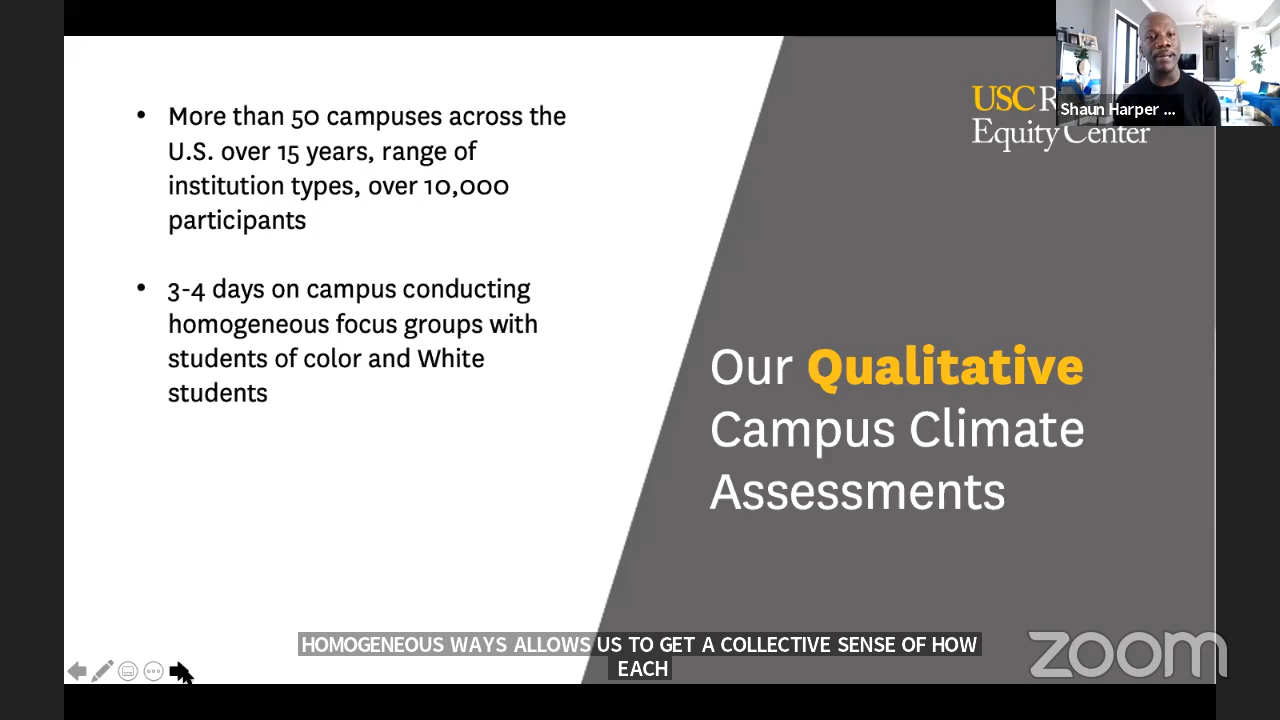 • More than 50 campuses across the
U.S. over 15 years, range of
institution types, over 10,000
participants
• 3-4 days on campus conducting
homogeneous focus groups with
students of color and White
students
USC R
Equity Center
Shaun Harper ...
Our Qualitative
Campus Climate
Assessments
HOMOGENEOUS WAYS ALLOWS US TO GET A COLLECTIVE SENSE OF HOW
EACH
zoom